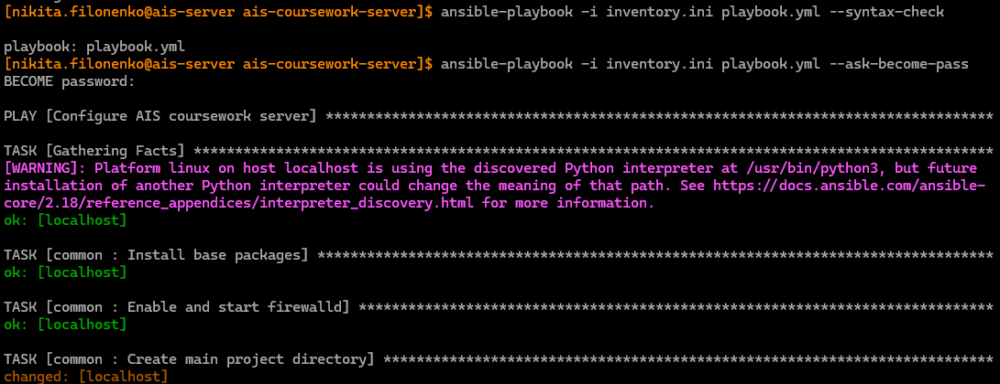 [nikita.filonenko@ais-server ais-coursework-server]$ ansible-playbook -i inventory.ini playbook.yml --syntax-check
playbook: playbook.yml
[nikita.filonenko@ais-server ais-coursework-server]$ ansible-playbook -i inventory.ini playbook.yml --ask-become-pass
BECOME password:
PLAY [Configure AIS coursework server] *********************************************************************************
TASK [Gathering Facts] *************************************************************************************************
[WARNING]: Platform linux on host localhost is using the discovered Python interpreter at /usr/bin/python3, but future
installation of another Python interpreter could change the meaning of that path. See https://docs.ansible.com/ansible-
core/2.18/reference_appendices/interpreter_discovery.html for more information.
ok: [localhost]
TASK [common : Install base packages] **********************************************************************************
ok: [localhost]
TASK [common : Enable and start firewalld] *****************************************************************************
ok: [localhost]
TASK [common : Create main project directory] **************************************************************************
changed: [localhost]